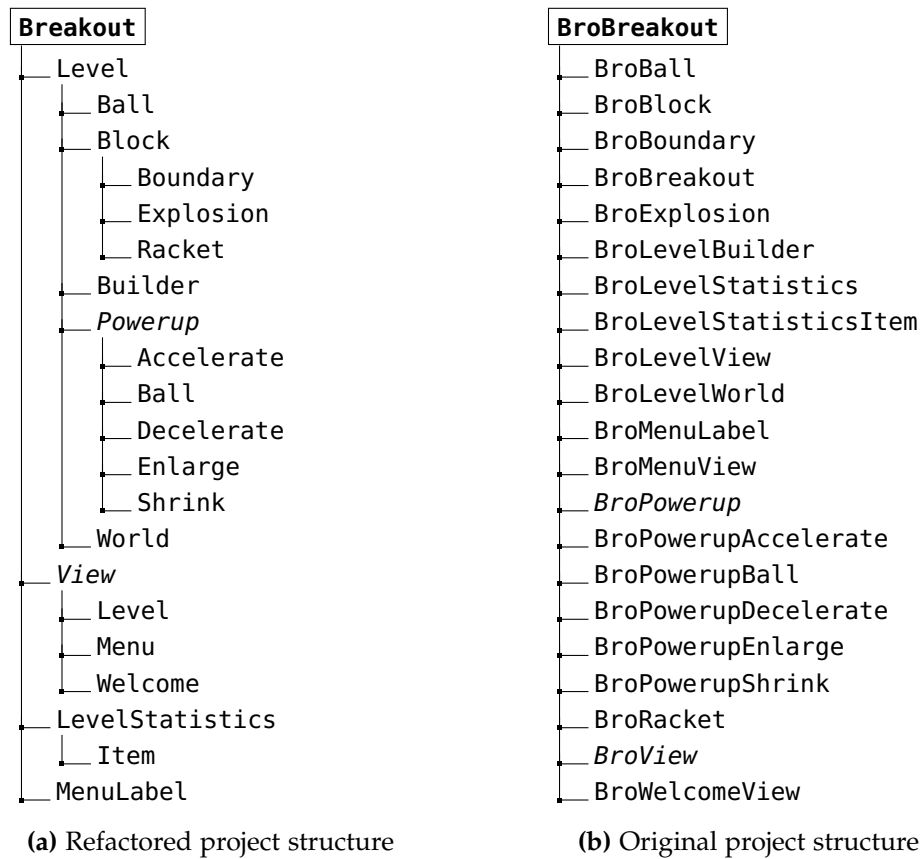 Breakout
Level
Ball
Block
Boundary
Explosion
Racket
Builder
Powerup
Accelerate
Ball
Decelerate
Enlarge
Shrink
World
View
Level
Menu
Welcome
LevelStatistics
Item
MenuLabel
(a) Refactored project structure
BroBreakout
BroBall
BroBlock
BroBoundary
BroBreakout
BroExplosion
BroLevelBuilder
BroLevelStatistics
BroLevelStatisticsItem
BroLevelView
BroLevelWorld
BroMenuLabel
BroMenuView
BroPowerup
BroPowerupAccelerate
BroPowerupBall
BroPowerupDecelerate
BroPowerupEnlarge
BroPowerupShrink
BroRacket
BroView
BroWelcomeView
(b) Original project structure